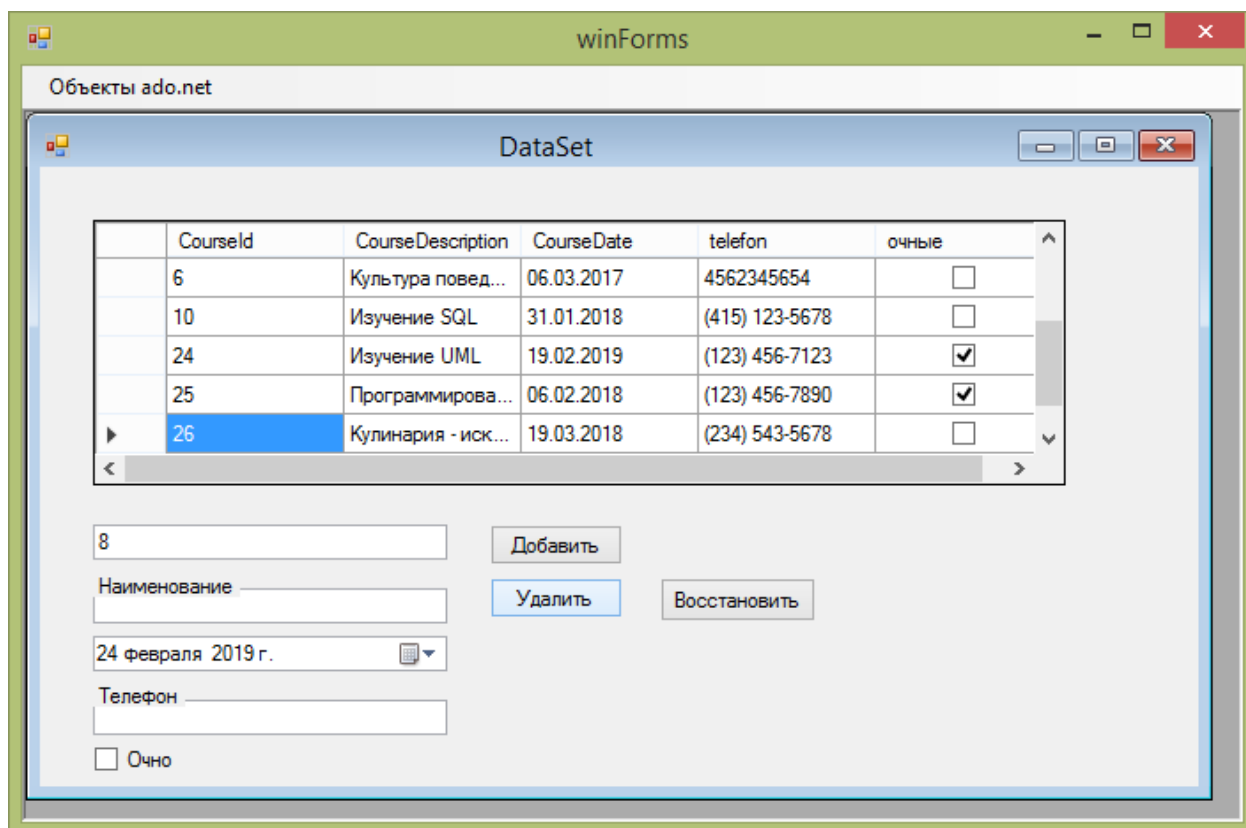 winForms
Объекты ado.net
DataSet
CourseId CourseDescription CourseDate telefon очные
6 Культура повед... 06.03.2017 4562345654
10 Изучение SQL 31.01.2018 (415) 123-5678
24 Изучение UML 19.02.2019 (123) 456-7123
25 Программирова... 06.02.2018 (123) 456-7890
26 Кулинария - иск... 19.03.2018 (234) 543-5678
8 Добавить
Наименование Удалить Восстановить
24 февраля 2019 г.
Телефон
Очно